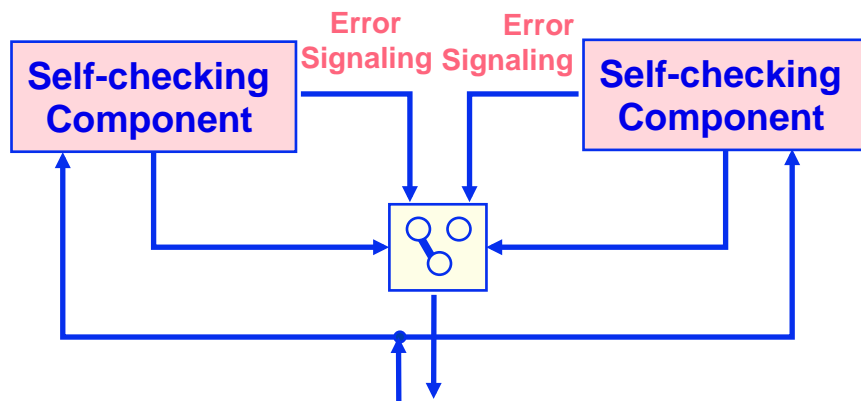 Error
Signaling
Error
Signaling
Self-checking
Component
Self-checking
Component